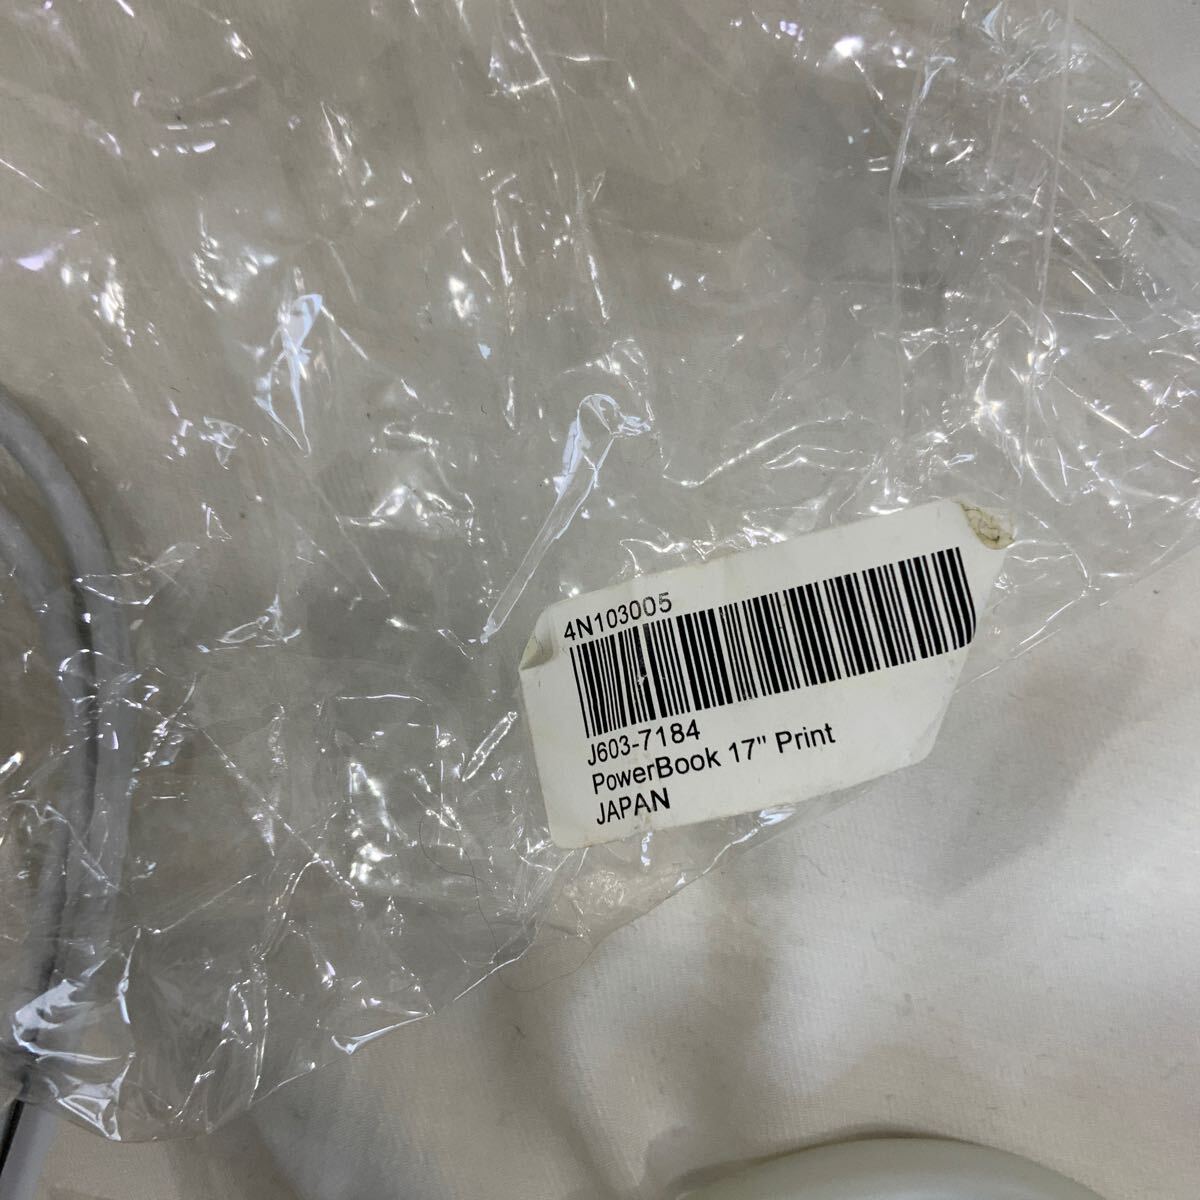 4N103005
J603-7184
PowerBook 17" Print
JAPAN